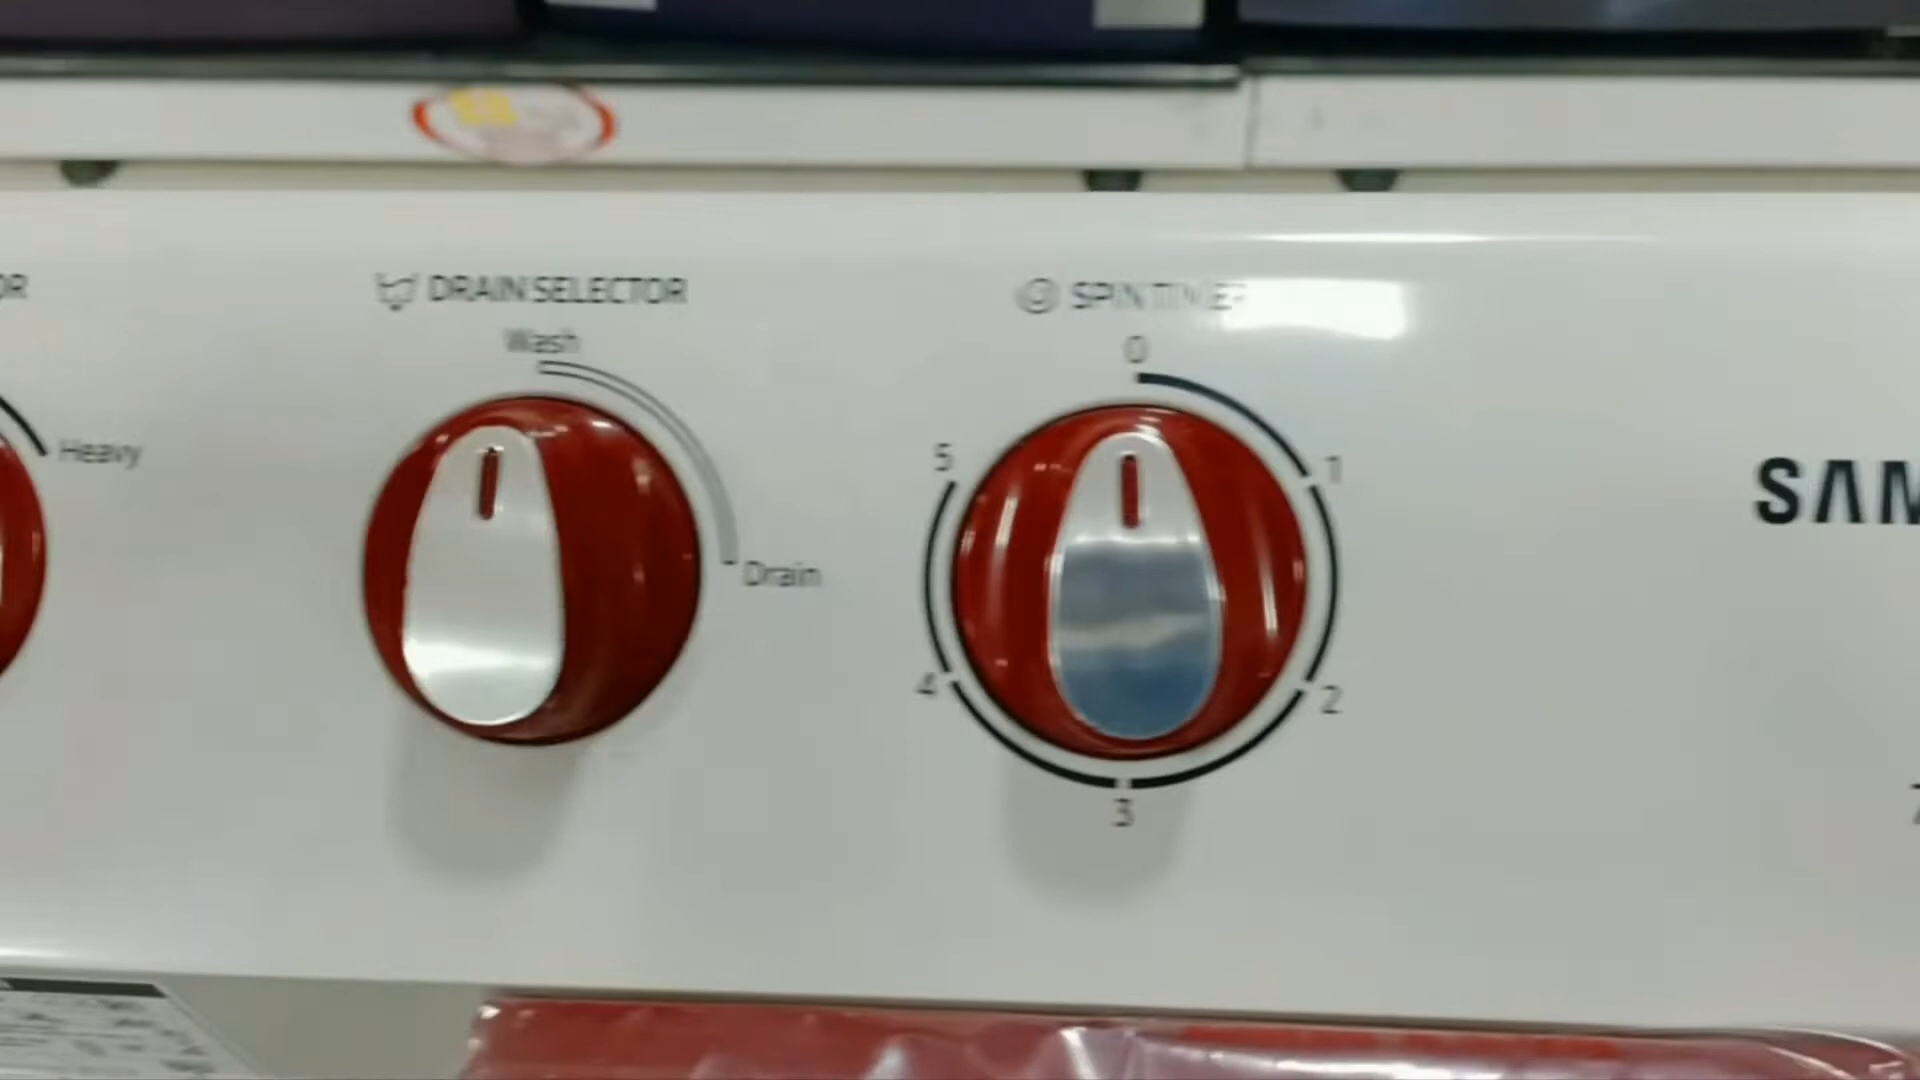 DRAIN SELECTOR
Wash
Drain
Heavy
SPIN TIMER
0
1
2
3
4
5
SAM